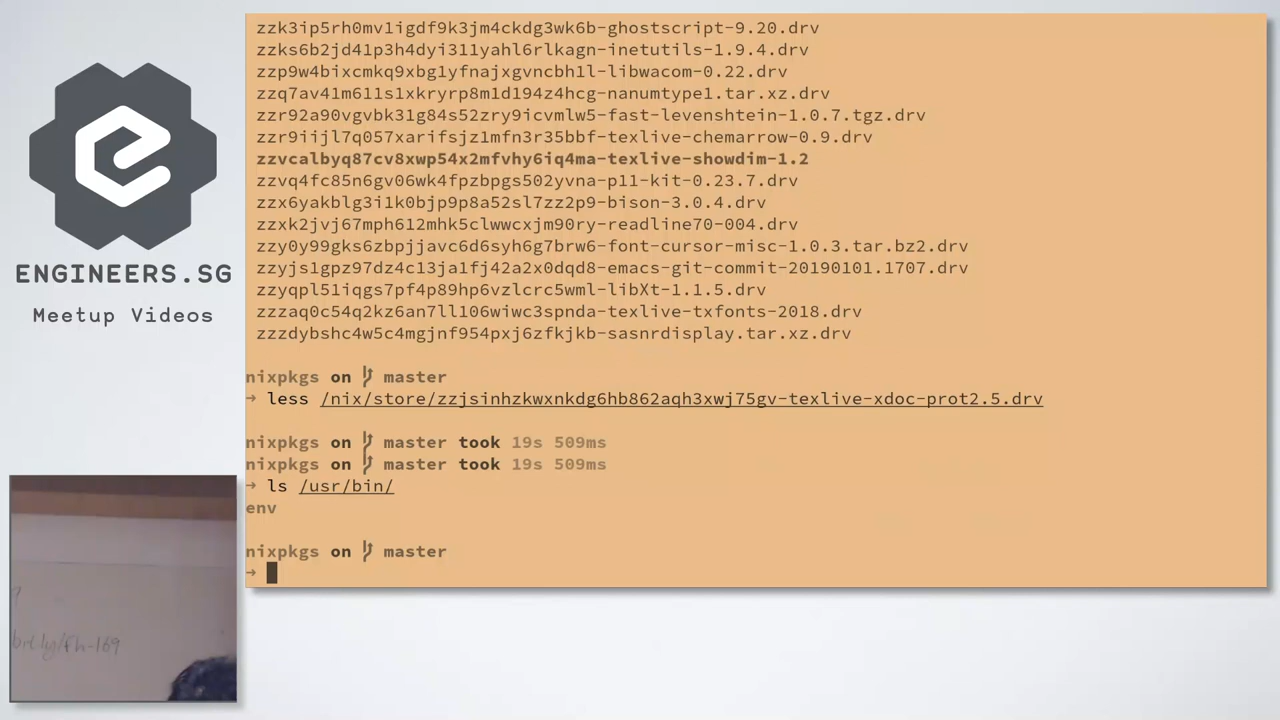 zzk3ip5rh0mv1igdf9k3jm4ckdg3wk6b-ghostscript-9.20.drv
zzks6b2jd41p3h4dyi311yahl6rlkagn-inetutils-1.9.4.drv
zzp9w4bixcmkq9xbg1yfnajxgvncbh1l-libwacom-0.22.drv
zzq7av41m611s1xkryrp8m1d194z4hcg-nanumtype1.tar.xz.drv
zzr92a90vgvbk31g84s52zry9icvmlw5-fast-levenshtein-1.0.7.tgz.drv
zzr9iijl7q057xarifsjz1mfn3r35bbf-texlive-chemarrow-0.9.drv
zzvcalbyq87cv8xwp54x2mfvhy6iq4ma-texlive-showdim-1.2
zzvq4fc85n6gv06wk4fpzbpgs502yvna-p11-kit-0.23.7.drv
zzx6yakblg3i1k0bjp9p8a52sl7zz2p9-bison-3.0.4.drv
zzxk2jvj67mph612mhk5clwwcxjm90ry-readline70-004.drv
zzy0y99gks6zbpjjavc6d6syh6g7brw6-font-cursor-misc-1.0.3.tar.bz2.drv
zzyjs1gpz97dz4c13ja1fj42a2x0dqd8-emacs-git-commit-20190101.1707.drv
zzyqpl51iqgs7pf4p89hp6vzlcrc5wml-libXt-1.1.5.drv
zzzaq0c54q2kz6an7ll106wiwc3spnda-texlive-txfonts-2018.drv
zzzdybshc4w5c4mgjnf954pxj6zfkjkb-sasnrdisplay.tar.xz.drv
nixpkgs on master
→ less /nix/store/zzjsinhzkwxnkdg6hb862aqh3xwj75gv-texlive-xdoc-prot2.5.drv
nixpkgs on master took 19s 509ms
nixpkgs on master took 19s 509ms
→ ls /usr/bin/
env
nixpkgs on master
→
ENGINEERS.SG
Meetup Videos
bit.ly/fh-169